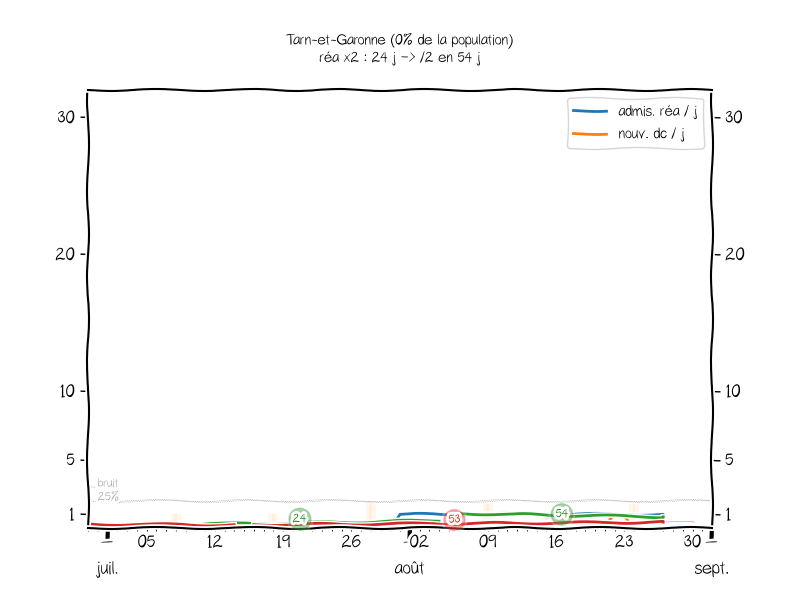 Tarn-et-Garonne (0% de la population)
réa x2 : 24 j -> /2 en 54 j
admis. réa / j
nouv. dc / j
30
30
20
20
10
10
5
5
bruit
25%
1
1
24
53
54
05 12 19 26 02 09 16 23 30
juil. août sept.